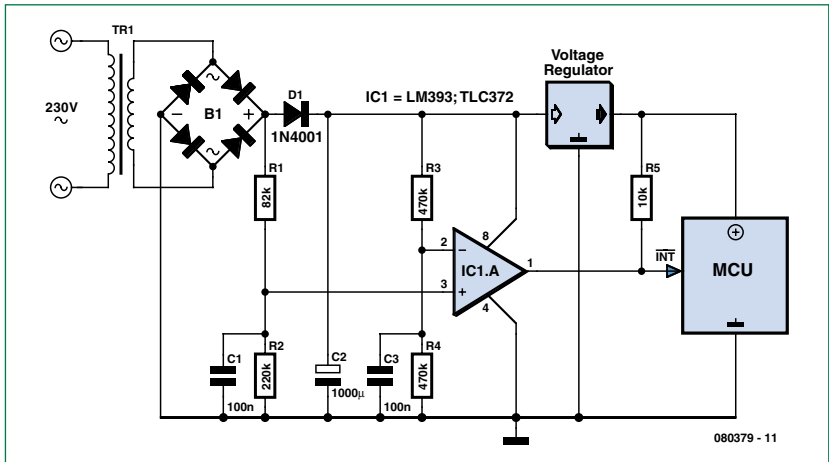 TR1
230V
~
~
~
~
~
B1
−
+
D1
1N4001
IC1 = LM393; TLC372
Voltage
Regulator
R1
82k
R3
470k
R5
10k
2
−
8
IC1.A
1
3
+
4
INT
MCU
+
C1
100n
R2
220k
C2
1000µ
C3
100n
R4
470k
080379 - 11